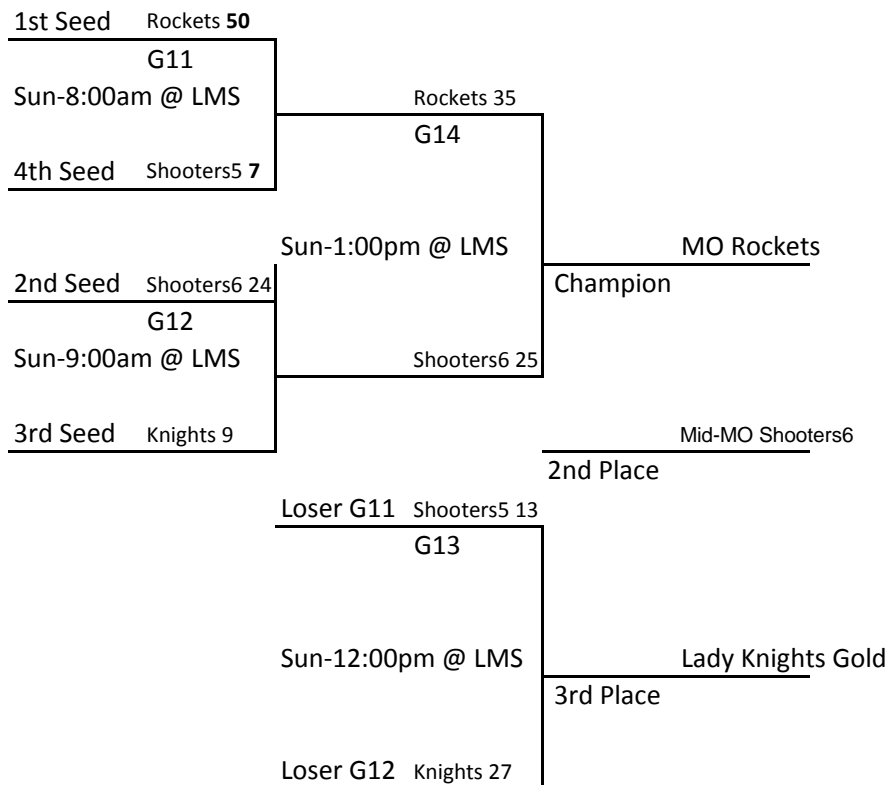 1st Seed Rockets 50
G11
Sun-8:00am @ LMS
Rockets 35
G14
4th Seed Shooters5 7
Sun-1:00pm @ LMS
MO Rockets
2nd Seed Shooters6 24
Champion
G12
Sun-9:00am @ LMS
Shooters6 25
3rd Seed Knights 9
Mid-MO Shooters6
2nd Place
Loser G11 Shooters5 13
G13
Sun-12:00pm @ LMS
Lady Knights Gold
3rd Place
Loser G12 Knights 27